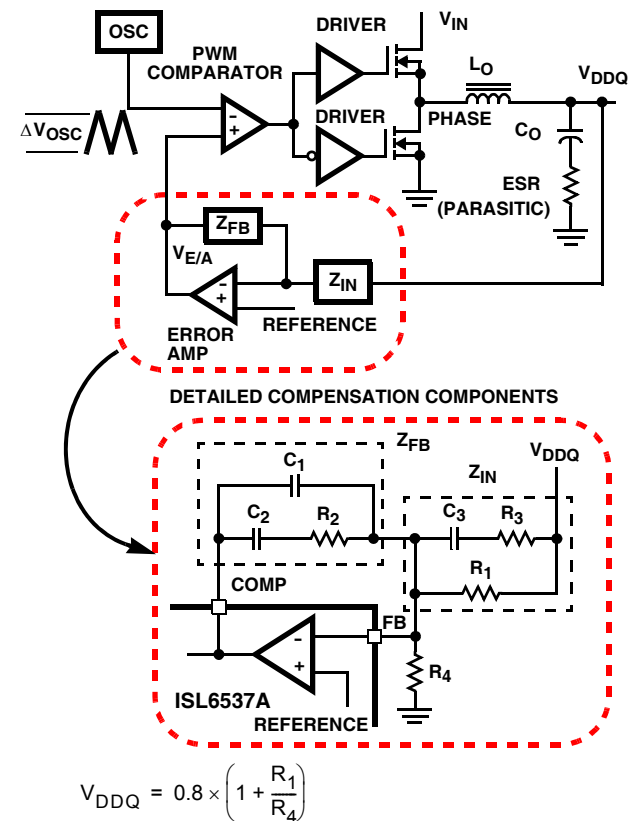 OSC
PWM
COMPARATOR
DRIVER
V_IN
L_O
V_DDQ
ΔV_OSC
-
+
DRIVER
PHASE
C_O
ESR
(PARASITIC)
Z_FB
V_E/A
Z_IN
-
+
REFERENCE
ERROR
AMP
DETAILED COMPENSATION COMPONENTS
Z_FB
V_DDQ
Z_IN
C_1
C_2
R_2
C_3
R_3
R_1
COMP
FB
-
+
R_4
ISL6537A
REFERENCE
V_DDQ = 0.8 × (1 + R_1/R_4)